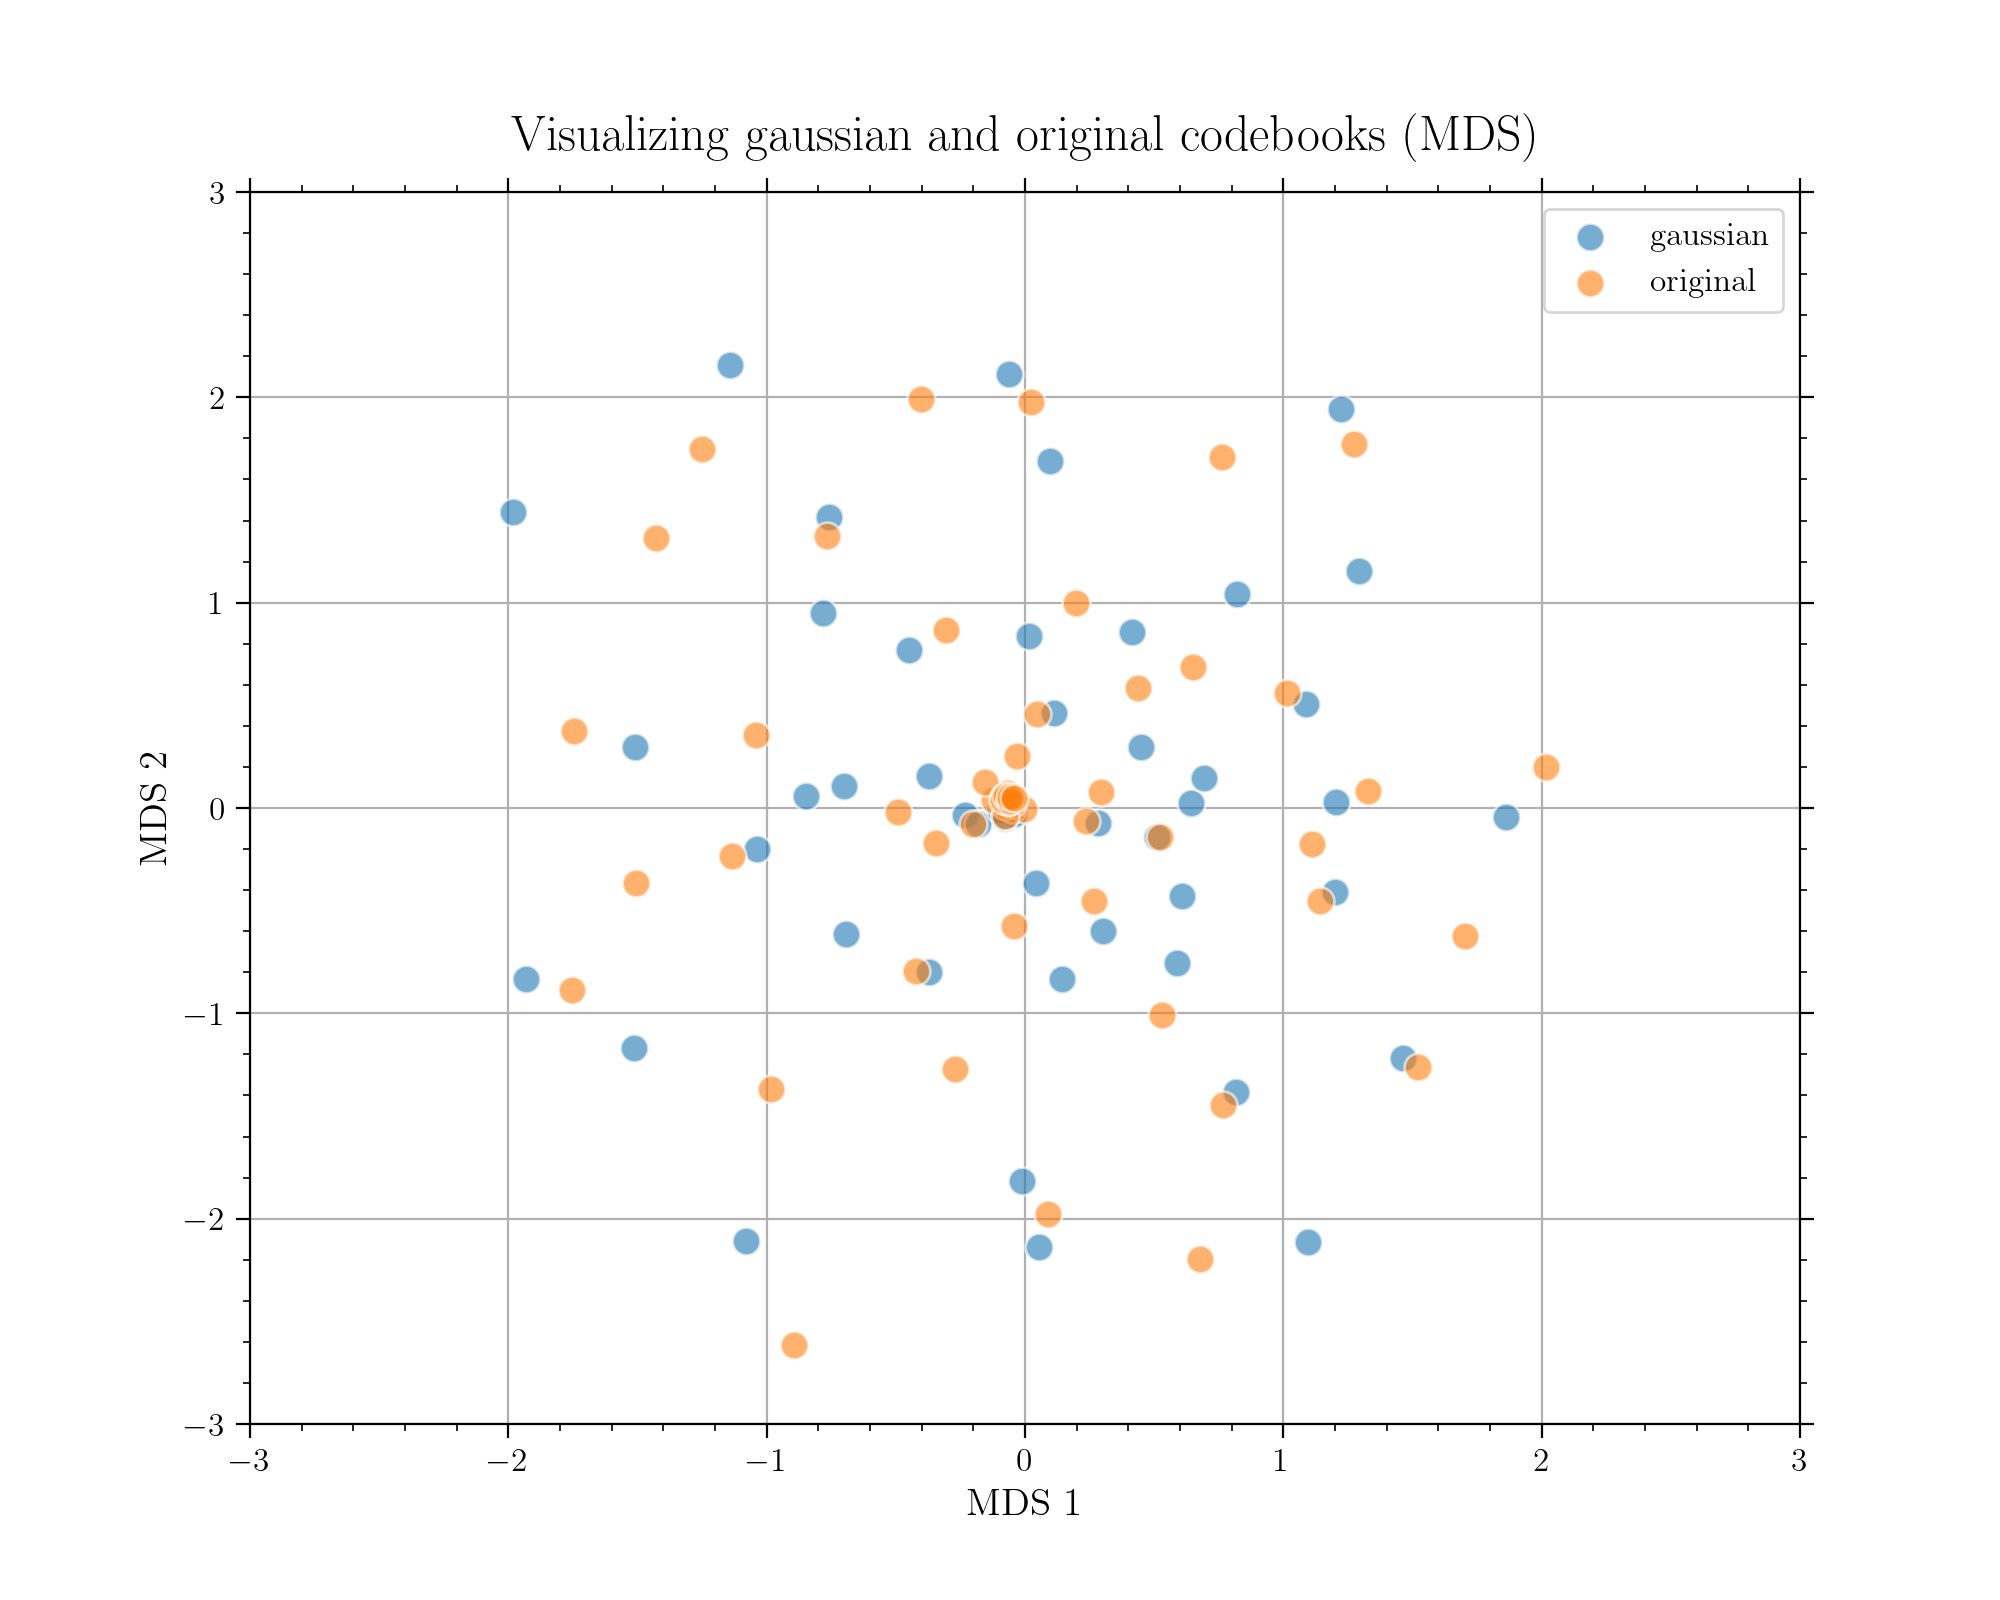 Visualizing gaussian and original codebooks (MDS)
gaussian
original
3
2
1
0
−1
−2
−3
MDS 2
−3
−2
−1
0
1
2
3
MDS 1